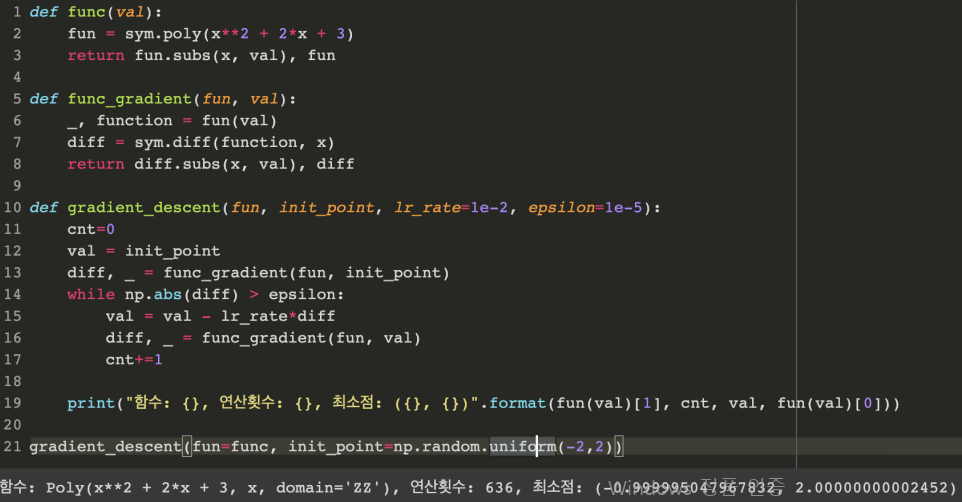 1 def func(val):
2     fun = sym.poly(x**2 + 2*x + 3)
3     return fun.subs(x, val), fun
4
5 def func_gradient(fun, val):
6     _, function = fun(val)
7     diff = sym.diff(function, x)
8     return diff.subs(x, val), diff
9
10 def gradient_descent(fun, init_point, lr_rate=1e-2, epsilon=1e-5):
11     cnt=0
12     val = init_point
13     diff, _ = func_gradient(fun, init_point)
14     while np.abs(diff) > epsilon:
15         val = val - lr_rate*diff
16         diff, _ = func_gradient(fun, val)
17         cnt+=1
18
19     print("함수: {}, 연산횟수: {}, 최소점: ({}, {})".format(fun(val)[1], cnt, val, fun(val)[0]))
20
21 gradient_descent(fun=func, init_point=np.random.uniform(-2,2))
함수: Poly(x**2 + 2*x + 3, x, domain='ZZ'), 연산횟수: 636, 최소점: ( 2.00000000002452)
Windows 정품 인증